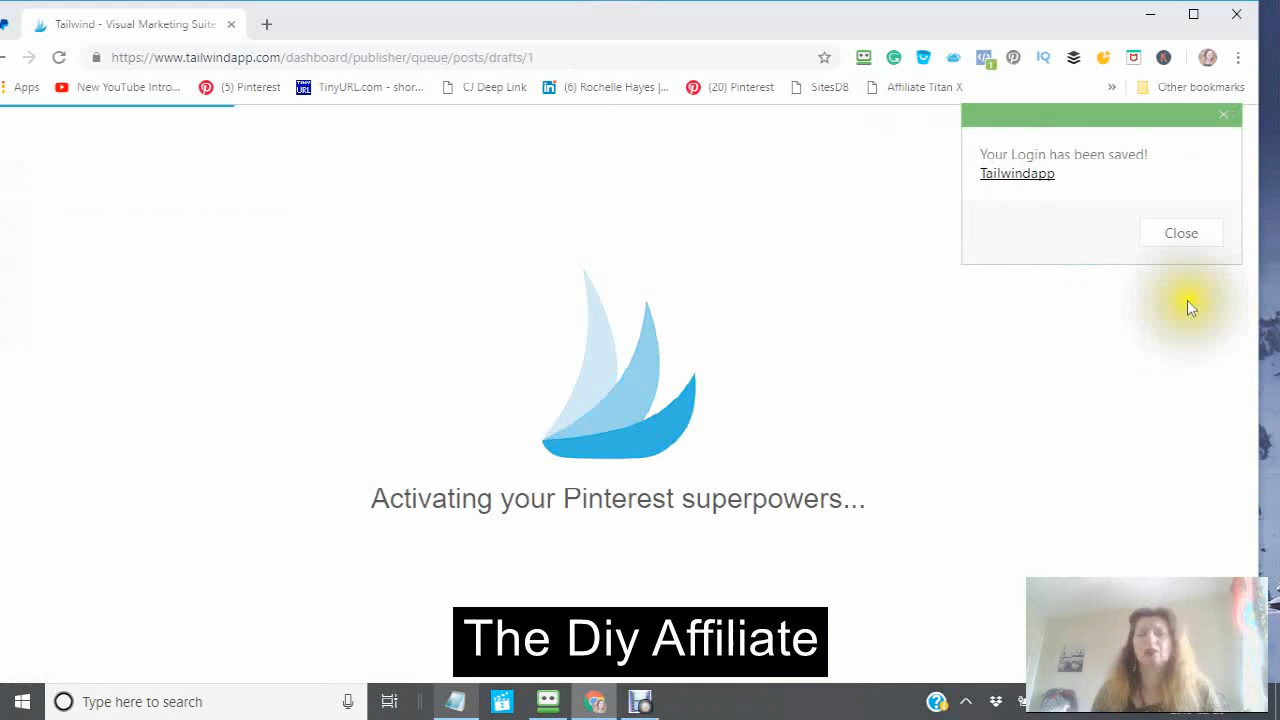 Tailwind - Visual Marketing Suite
https://www.tailwindapp.com/dashboard/publisher/queue/posts/drafts/1
Apps
New YouTube Intro...
(5) Pinterest
TINY
URL
TinyURL.com - shor...
CJ Deep Link
(6) Rochelle Hayes |...
(20) Pinterest
SitesDB
Affiliate Titan X
»
Other bookmarks
Your Login has been saved!
Tailwindapp
Close
Activating your Pinterest superpowers...
The Diy Affiliate
Type here to search